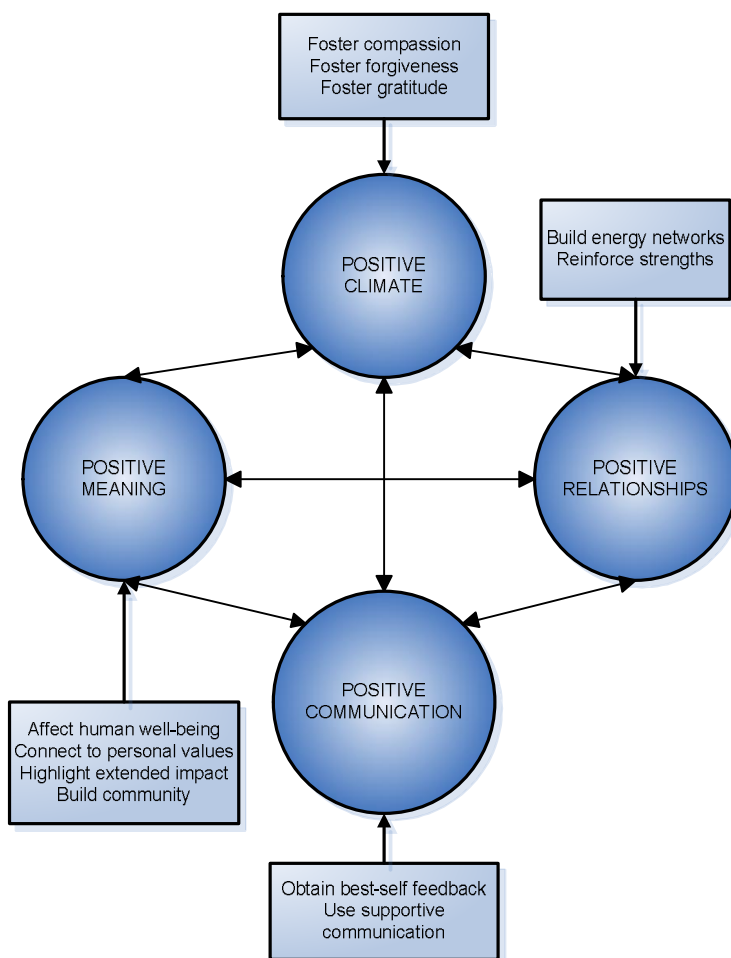 Foster compassion
Foster forgiveness
Foster gratitude
POSITIVE
CLIMATE
Build energy networks
Reinforce strengths
POSITIVE
MEANING
POSITIVE
RELATIONSHIPS
POSITIVE
COMMUNICATION
Affect human well-being
Connect to personal values
Highlight extended impact
Build community
Obtain best-self feedback
Use supportive
communication